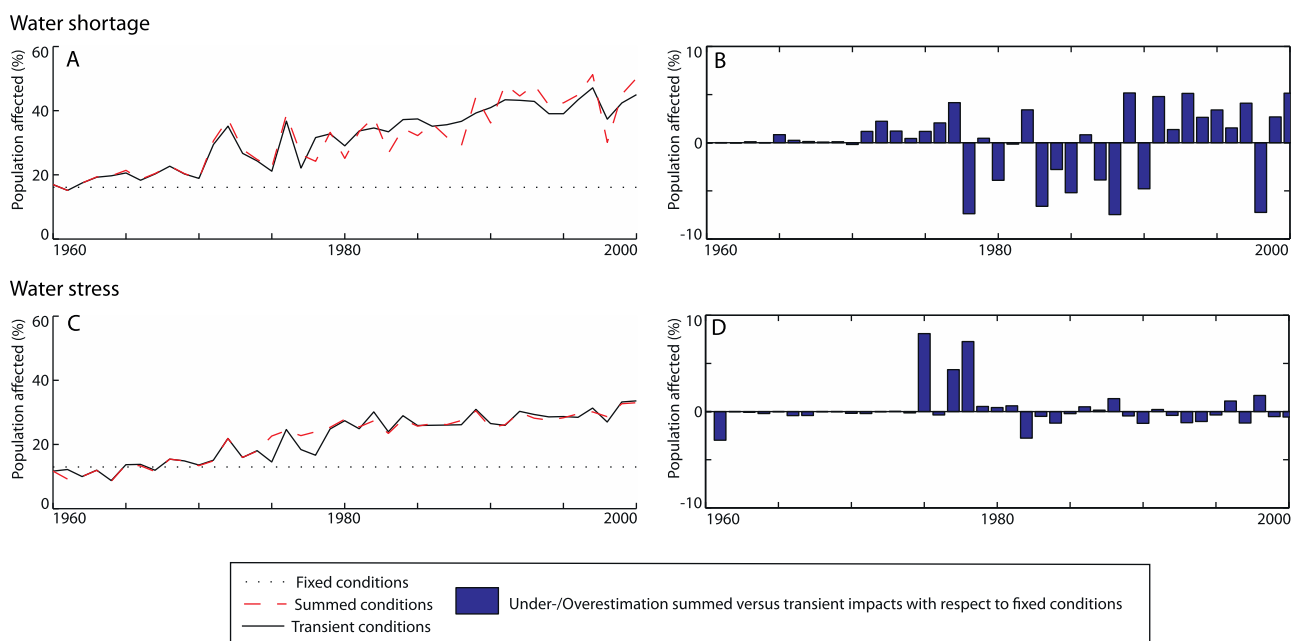 Water shortage
A
Population affected (%)
60
40
20
0
1960
1980
2000
B
Population affected (%)
10
0
-10
1960
1980
2000
Water stress
C
Population affected (%)
60
40
20
0
1960
1980
2000
D
Population affected (%)
10
0
-10
1960
1980
2000
Fixed conditions
Summed conditions
Transient conditions
Under-/Overestimation summed versus transient impacts with respect to fixed conditions